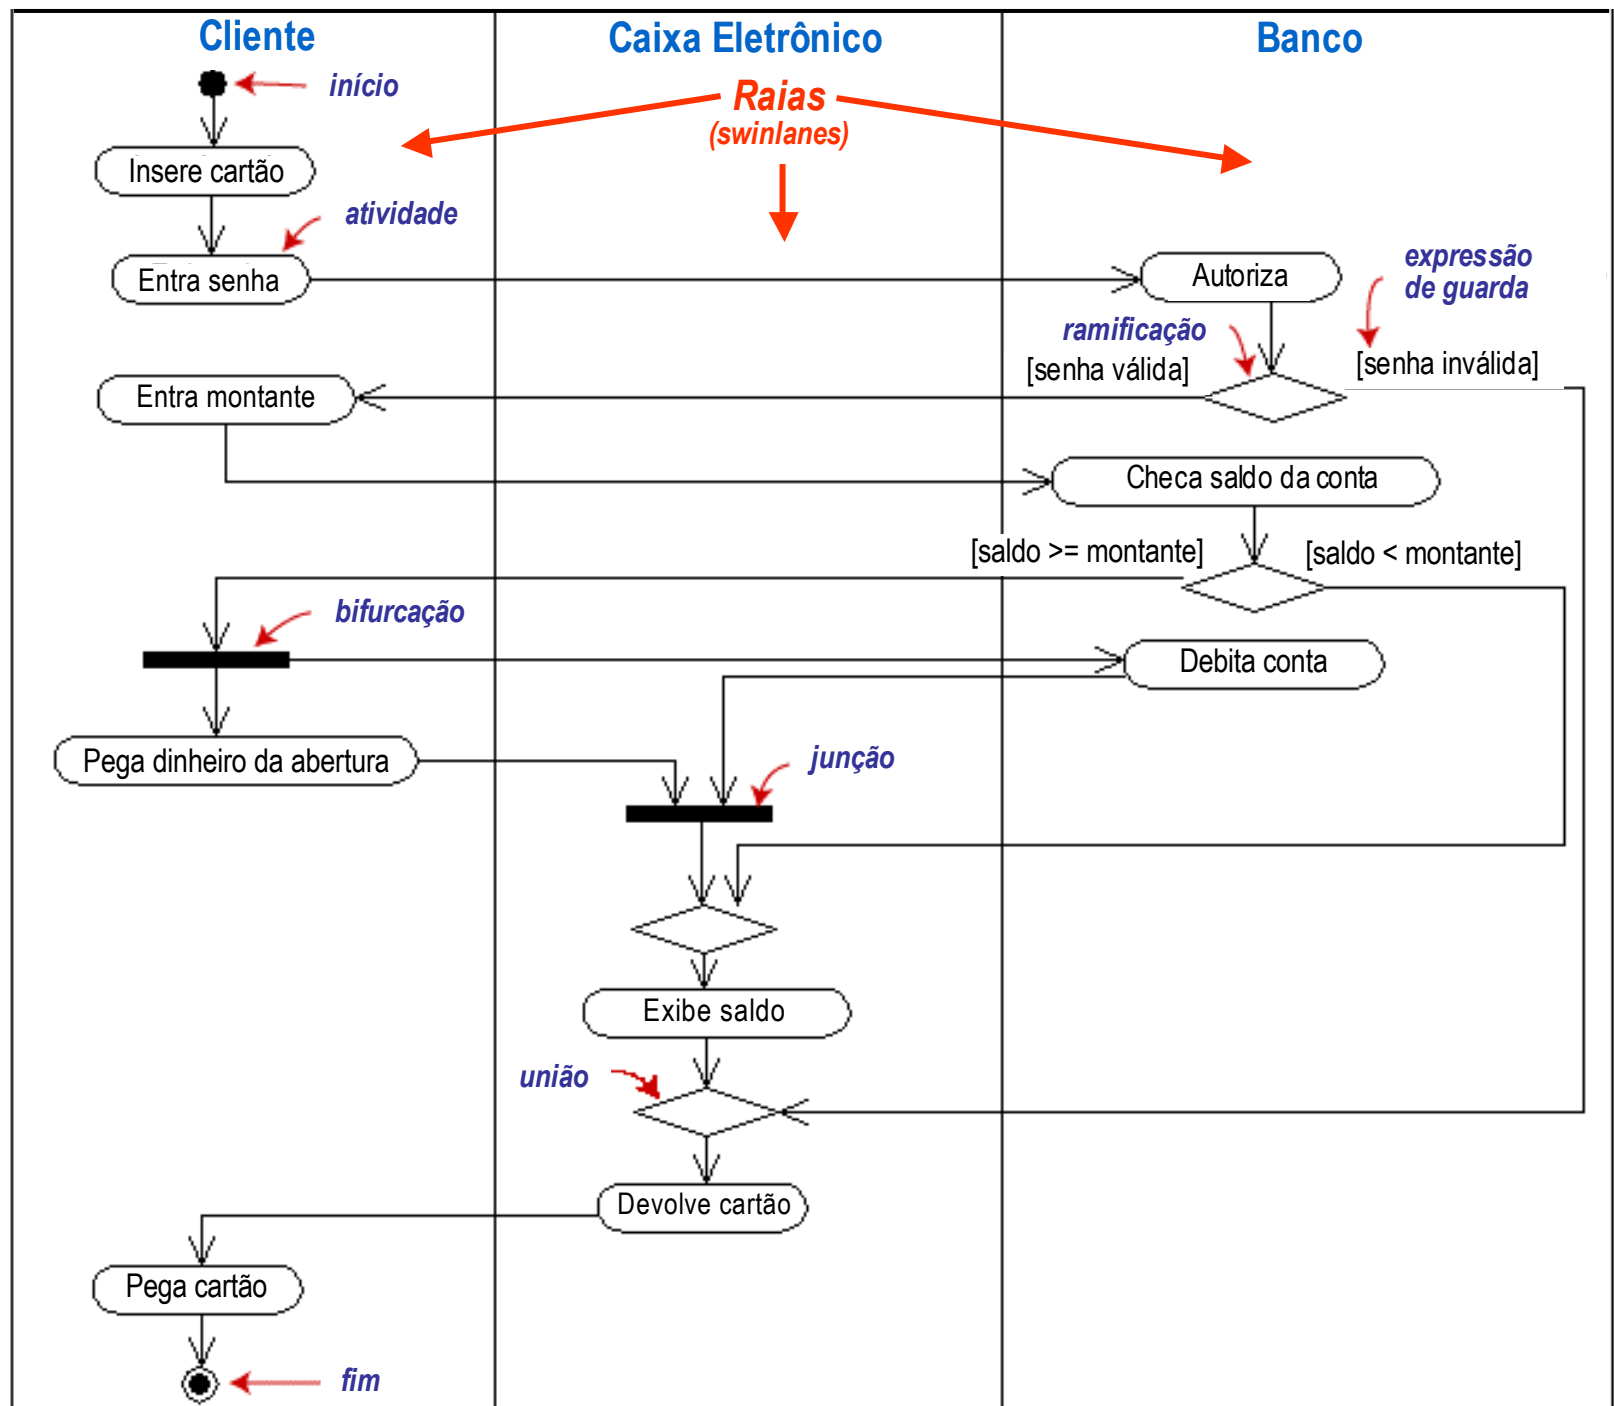 Cliente
Caixa Eletrônico
Banco
início
Raias
(swinlanes)
Insere cartão
atividade
Entra senha
Autoriza
expressão
de guarda
ramificação
[senha válida]
[senha inválida]
Entra montante
Checa saldo da conta
[saldo >= montante]
[saldo < montante]
bifurcação
Debita conta
Pega dinheiro da abertura
junção
Exibe saldo
união
Devolve cartão
Pega cartão
fim